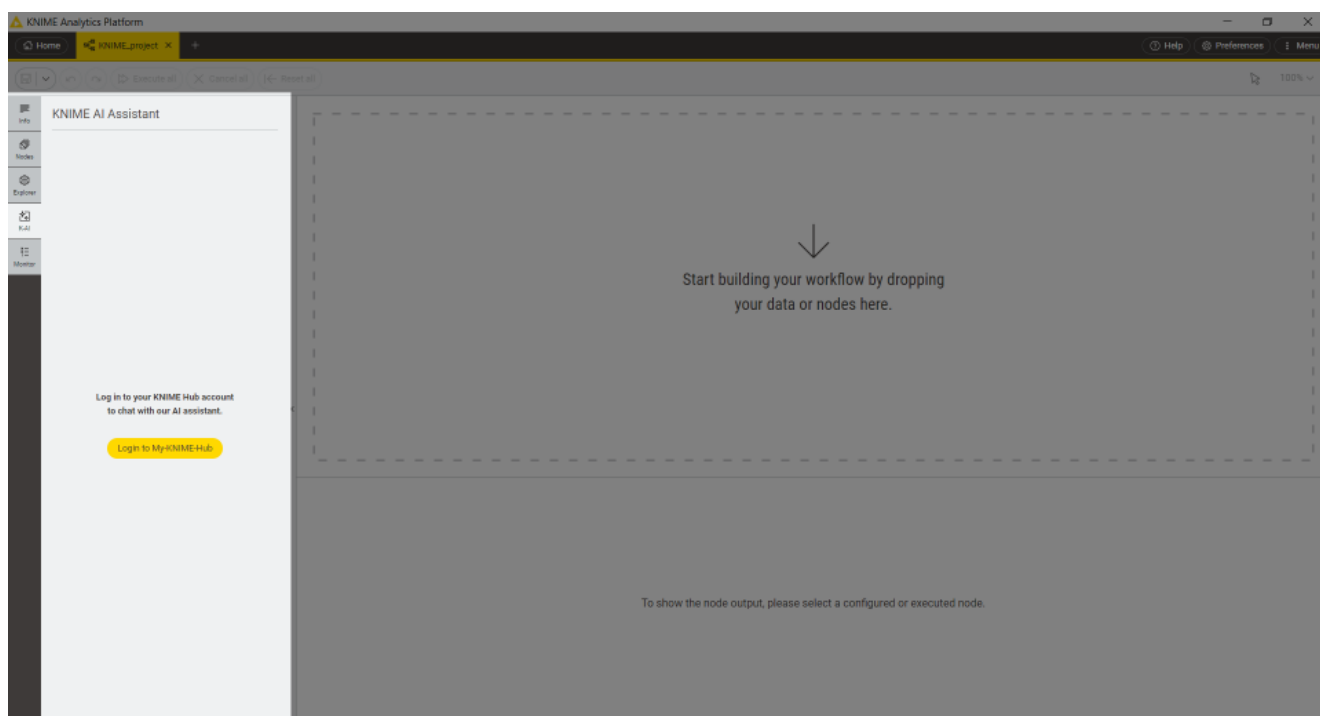 KNIME Analytics Platform
Home
KNIME_project
Help
Preferences
Menu
Execute all
Cancel all
Reset all
100%
Info
Nodes
Explorer
K-AI
Monitor
KNIME AI Assistant
Log in to your KNIME Hub account
to chat with our AI assistant.
Login to My-KNIME-Hub
Start building your workflow by dropping
your data or nodes here.
To show the node output, please select a configured or executed node.